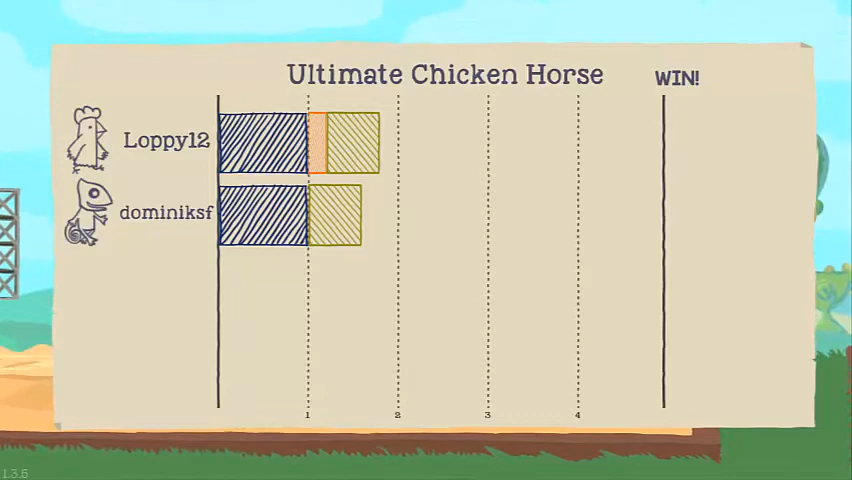 Ultimate Chicken Horse
WIN!
Loppy12
dominiksf
1 2 3 4
1.3.5